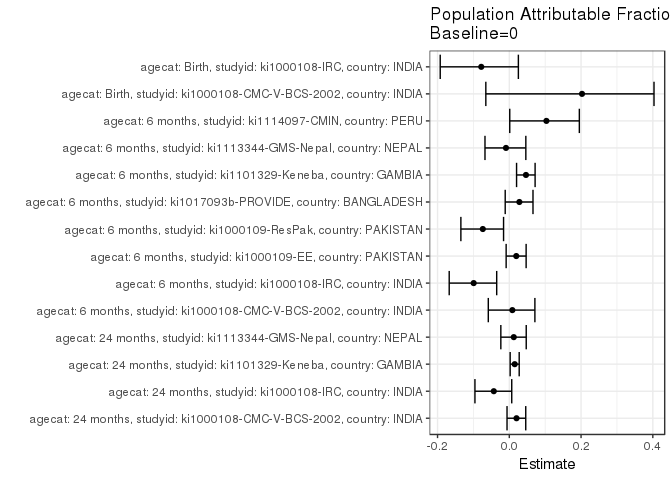 Population Attributable Fractio
Baseline=0
agecat: Birth, studyid: ki1000108-IRC, country: INDIA
agecat: Birth, studyid: ki1000108-CMC-V-BCS-2002, country: INDIA
agecat: 6 months, studyid: ki1114097-CMIN, country: PERU
agecat: 6 months, studyid: ki1113344-GMS-Nepal, country: NEPAL
agecat: 6 months, studyid: ki1101329-Keneba, country: GAMBIA
agecat: 6 months, studyid: ki1017093b-PROVIDE, country: BANGLADESH
agecat: 6 months, studyid: ki1000109-ResPak, country: PAKISTAN
agecat: 6 months, studyid: ki1000109-EE, country: PAKISTAN
agecat: 6 months, studyid: ki1000108-IRC, country: INDIA
agecat: 6 months, studyid: ki1000108-CMC-V-BCS-2002, country: INDIA
agecat: 24 months, studyid: ki1113344-GMS-Nepal, country: NEPAL
agecat: 24 months, studyid: ki1101329-Keneba, country: GAMBIA
agecat: 24 months, studyid: ki1000108-IRC, country: INDIA
agecat: 24 months, studyid: ki1000108-CMC-V-BCS-2002, country: INDIA
-0.2 0.0 0.2 0.4
Estimate